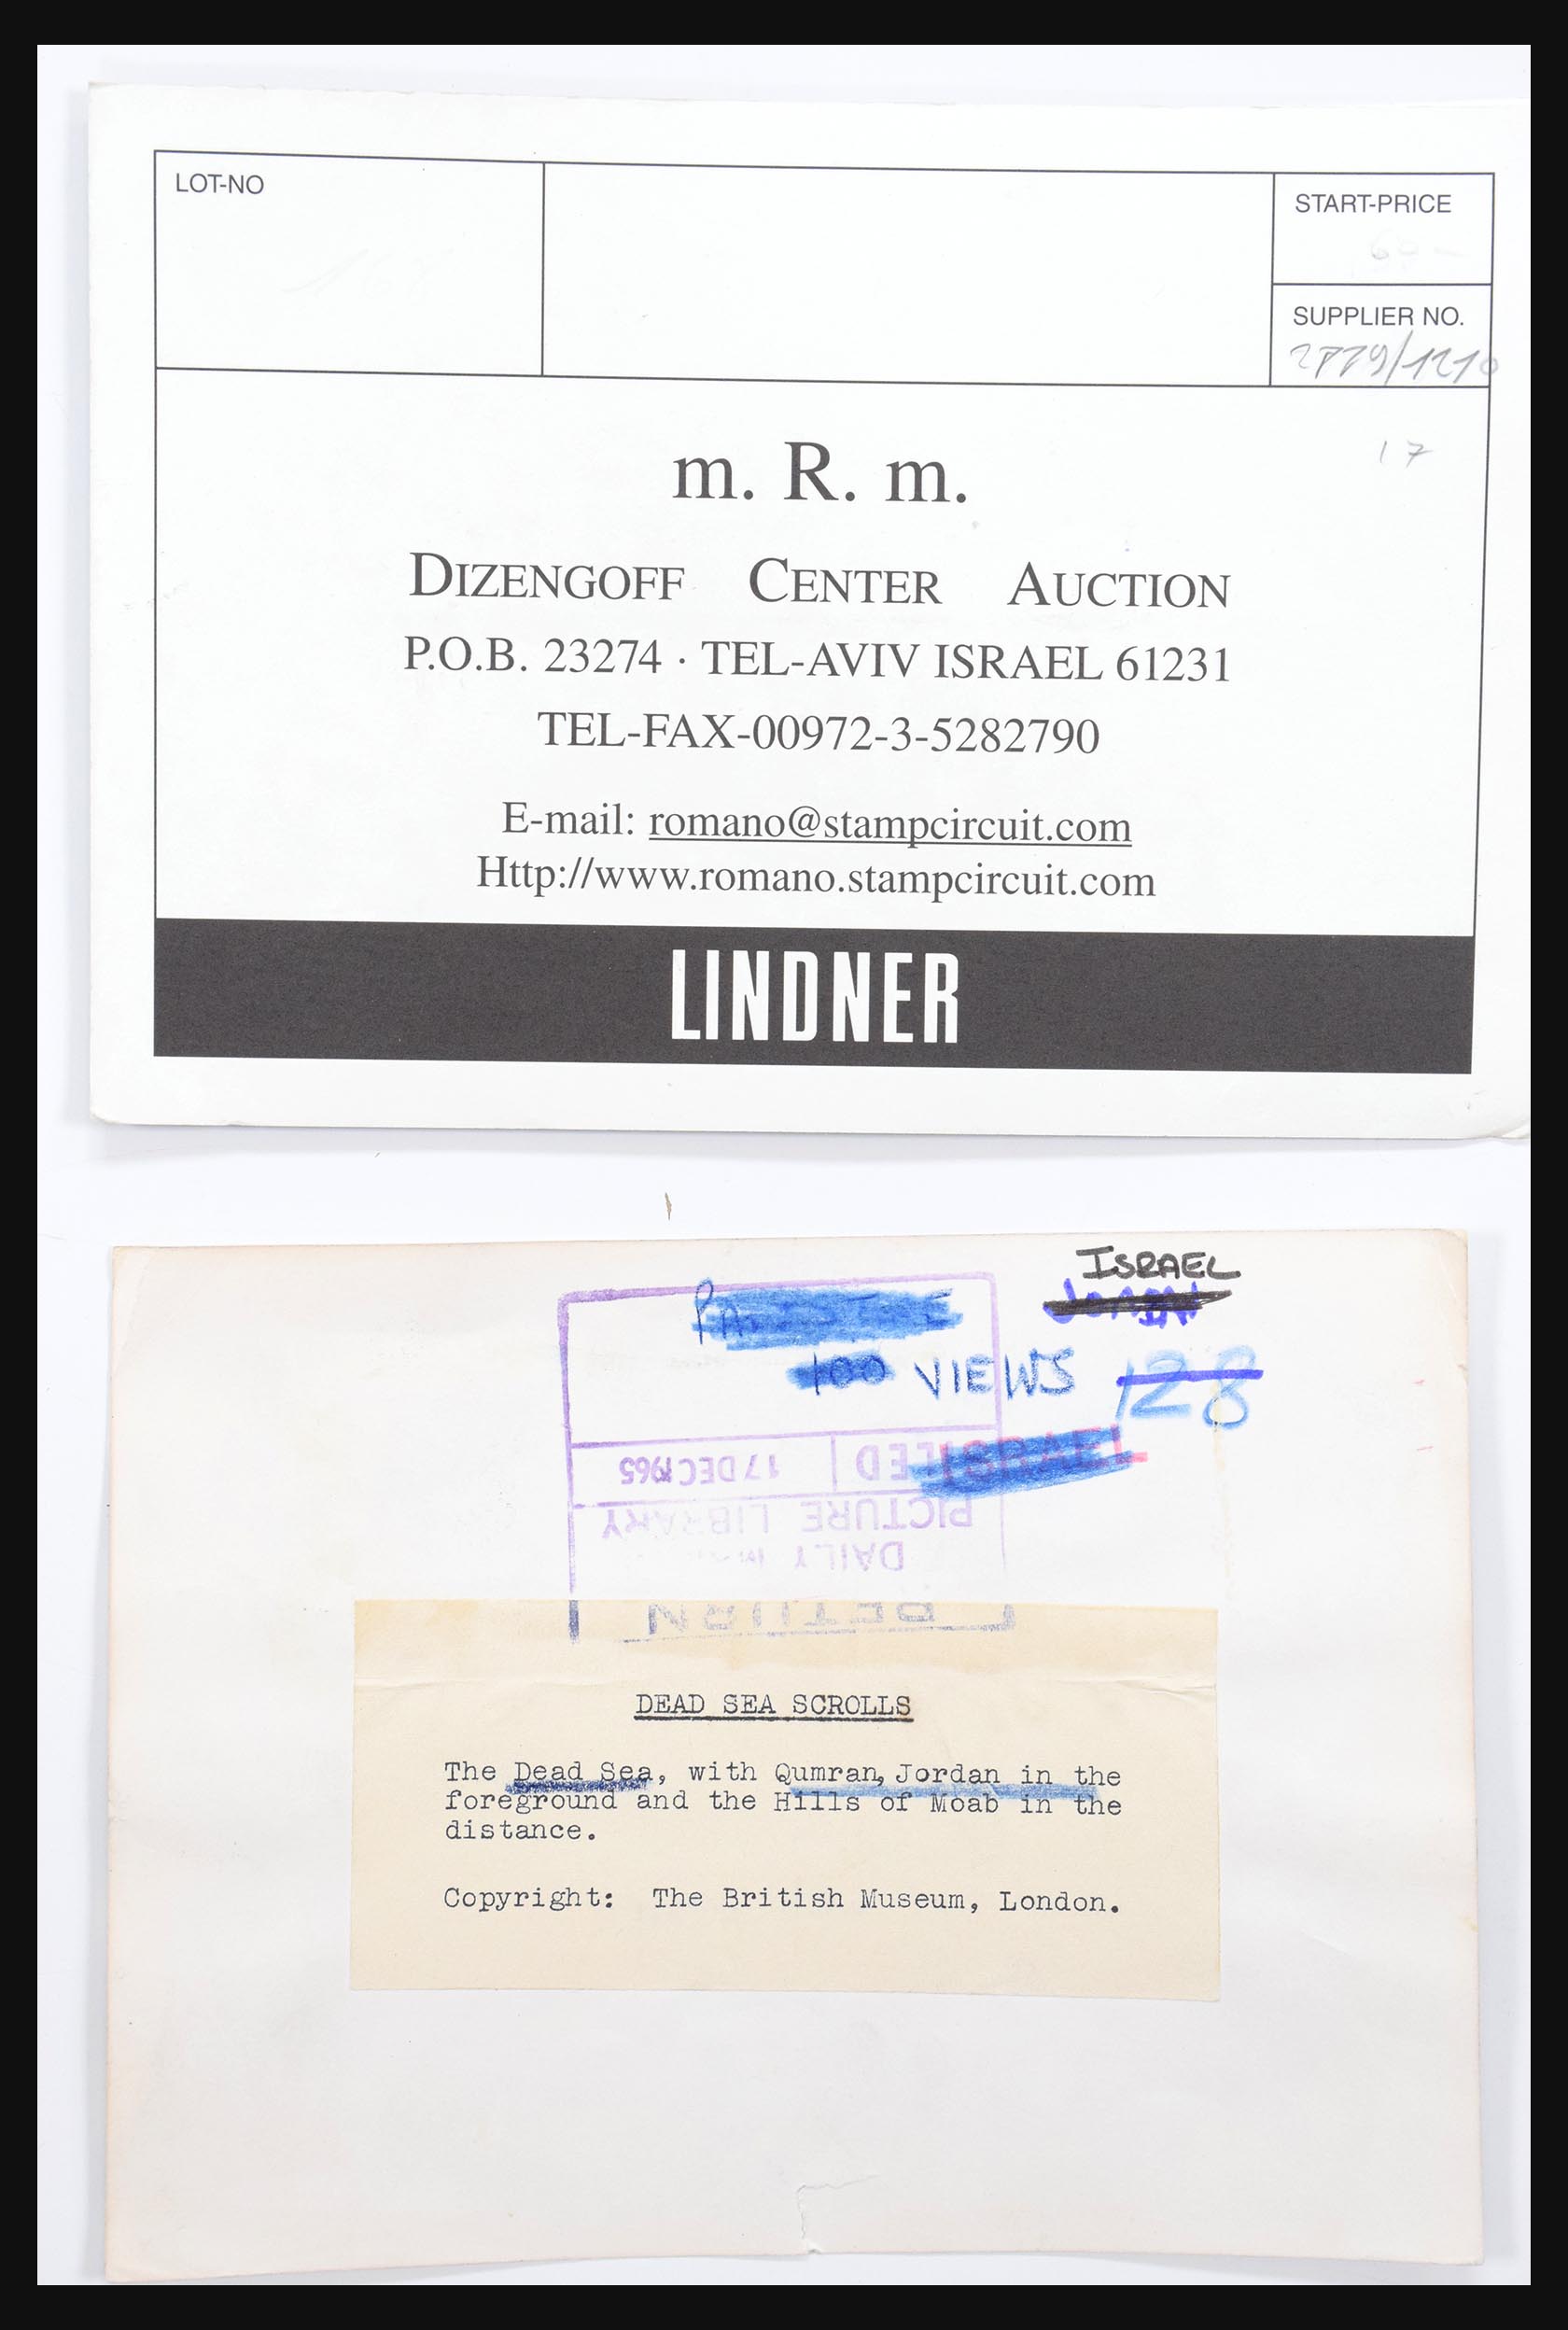 LOT-NO
START-PRICE
SUPPLIER NO.
17
m. R. m.
DIZENGOFF CENTER AUCTION
P.O.B. 23274 · TEL-AVIV ISRAEL 61231
TEL-FAX-00972-3-5282790
E-mail: romano@stampcircuit.com
Http://www.romano.stampcircuit.com
LINDNER
ISRAEL
100 VIEWS 128
ISRAEL
17 DEC 1965
PICTURE LIBRARY
DAILY
RETURN
DEAD SEA SCROLLS
The Dead Sea, with Qumran, Jordan in the
foreground and the Hills of Moab in the
distance.
Copyright: The British Museum, London.